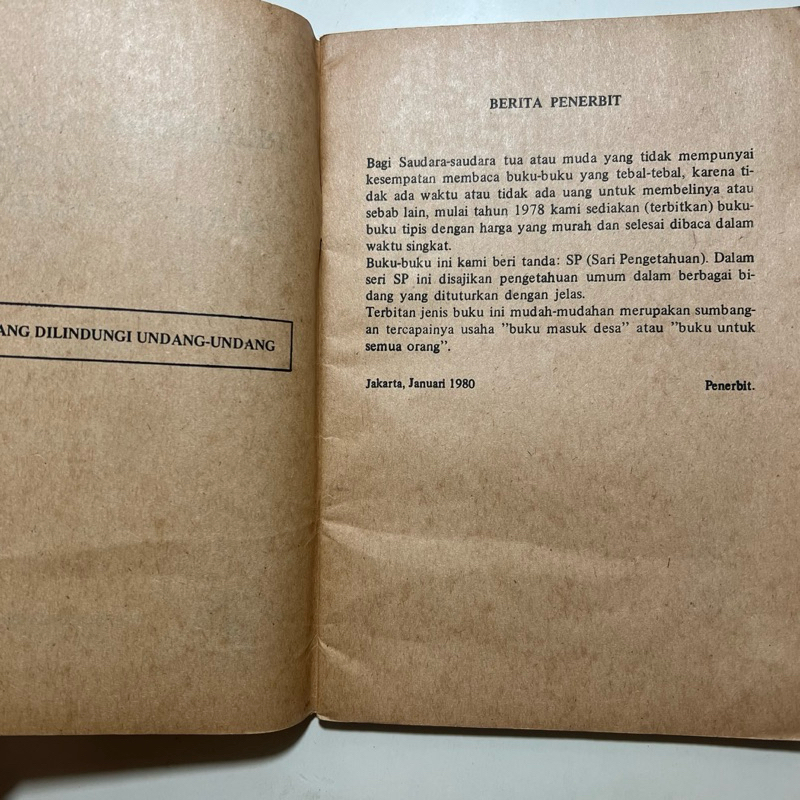 ANG DILINDUNGI UNDANG-UNDANG
BERITA PENERBIT
Bagi Saudara-saudara tua atau muda yang tidak mempunyai
kesempatan membaca buku-buku yang tebal-tebal, karena ti-
dak ada waktu atau tidak ada uang untuk membelinya atau
sebab lain, mulai tahun 1978 kami sediakan (terbitkan) buku-
buku tipis dengan harga yang murah dan selesai dibaca dalam
waktu singkat.
Buku-buku ini kami beri tanda: SP (Sari Pengetahuan). Dalam
seri SP ini disajikan pengetahuan umum dalam berbagai bi-
dang yang dituturkan dengan jelas.
Terbitan jenis buku ini mudah-mudahan merupakan sumbang-
an tercapainya usaha "buku masuk desa" atau "buku untuk
semua orang".
Jakarta, Januari 1980 Penerbit.